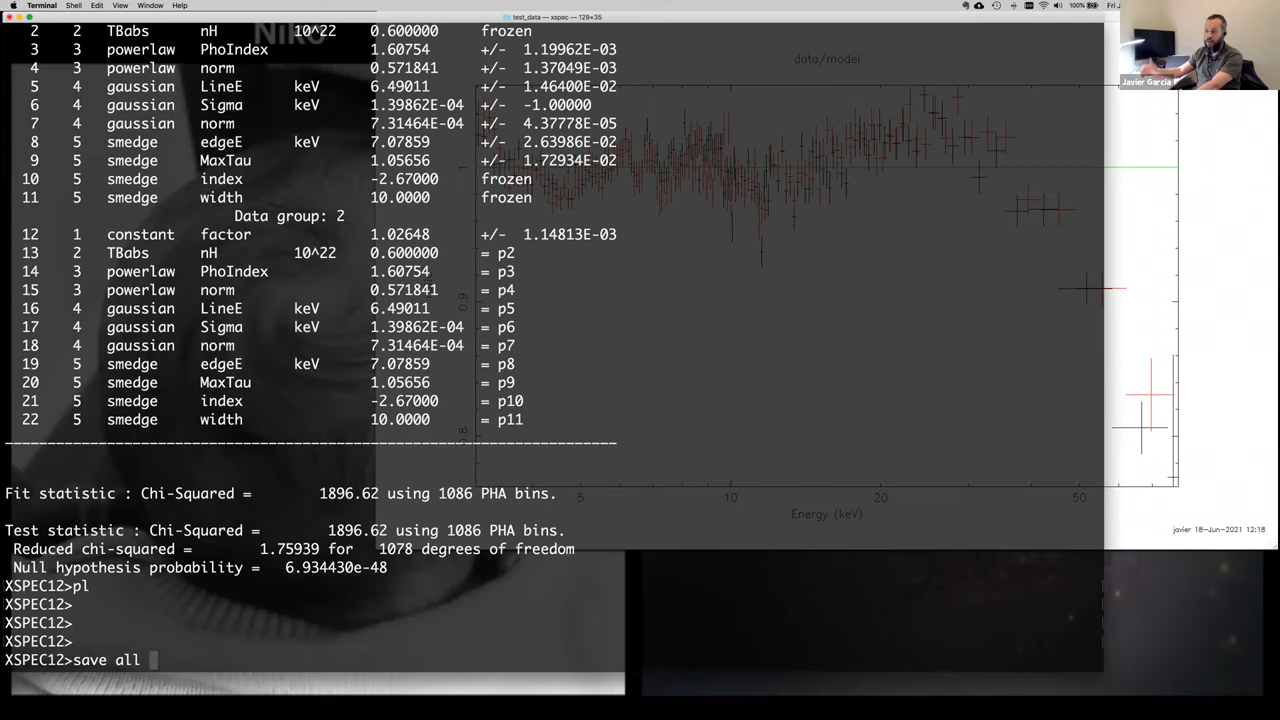 Terminal Shell Edit View Window Help
100% Fri J
test_data — xspec — 129×35
Niko
2 2 TBabs nH 10^22 0.600000 frozen
3 3 powerlaw PhoIndex 1.60754 +/- 1.19962E-03
4 3 powerlaw norm 0.571841 +/- 1.37049E-03
5 4 gaussian LineE keV 6.49011 +/- 1.46400E-02
6 4 gaussian Sigma keV 1.39862E-04 +/- -1.00000
7 4 gaussian norm 7.31464E-04 +/- 4.37778E-05
8 5 smedge edgeE keV 7.07859 +/- 2.63986E-02
9 5 smedge MaxTau 1.05656 +/- 1.72934E-02
10 5 smedge index -2.67000 frozen
11 5 smedge width 10.0000 frozen
Data group: 2
12 1 constant factor 1.02648 +/- 1.14813E-03
13 2 TBabs nH 10^22 0.600000 = p2
14 3 powerlaw PhoIndex 1.60754 = p3
15 3 powerlaw norm 0.571841 = p4
16 4 gaussian LineE keV 6.49011 = p5
17 4 gaussian Sigma keV 1.39862E-04 = p6
18 4 gaussian norm 7.31464E-04 = p7
19 5 smedge edgeE keV 7.07859 = p8
20 5 smedge MaxTau 1.05656 = p9
21 5 smedge index -2.67000 = p10
22 5 smedge width 10.0000 = p11
Fit statistic : Chi-Squared = 1896.62 using 1086 PHA bins.
Test statistic : Chi-Squared = 1896.62 using 1086 PHA bins.
Reduced chi-squared = 1.75939 for 1078 degrees of freedom
Null hypothesis probability = 6.934430e-48
XSPEC12>pl
XSPEC12>
XSPEC12>
XSPEC12>
XSPEC12>save all
data/model
1
0.9
0.8
5 10 20 50
Energy (keV)
javier 18-Jun-2021 12:18
Javier García